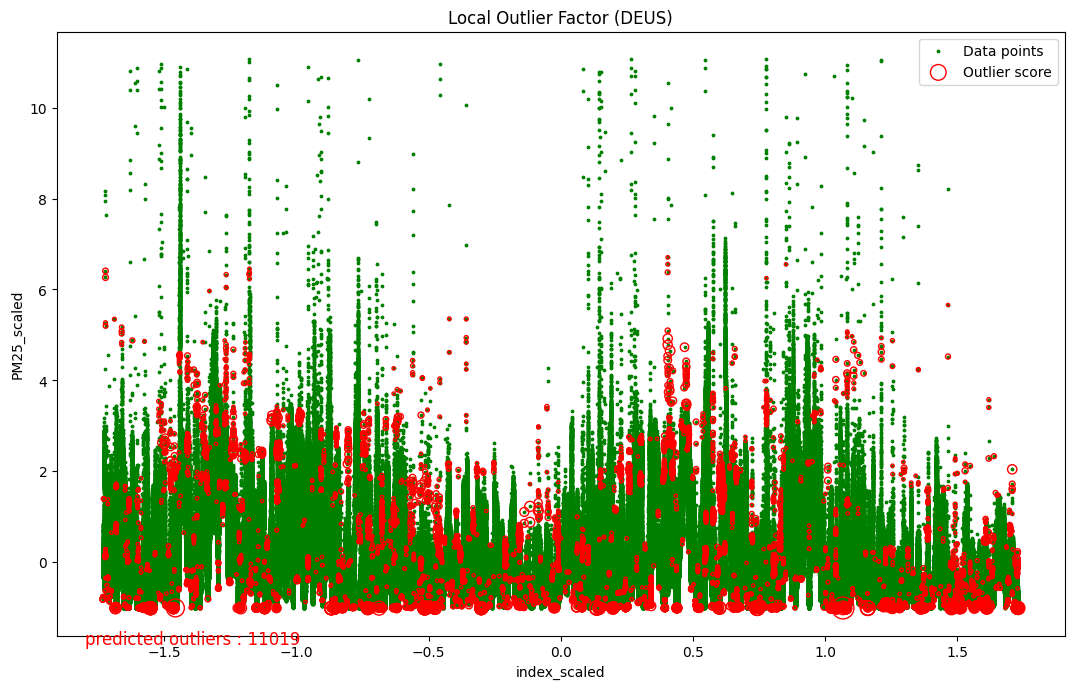 Local Outlier Factor (DEUS)
Data points
Outlier score
PM25_scaled
10
8
6
4
2
0
predicted outliers : 11019
−1.5 −1.0 −0.5 0.0 0.5 1.0 1.5
index_scaled